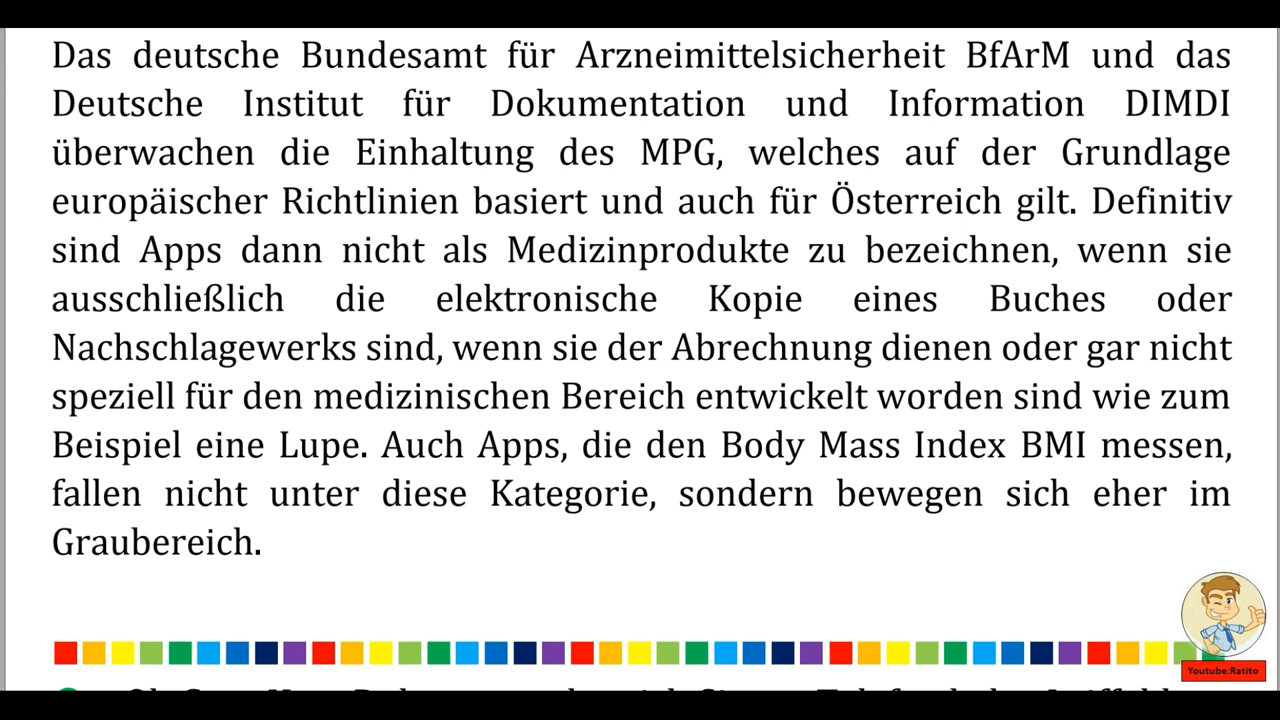 Das deutsche Bundesamt für Arzneimittelsicherheit BfArM und das
Deutsche Institut für Dokumentation und Information DIMDI
überwachen die Einhaltung des MPG, welches auf der Grundlage
europäischer Richtlinien basiert und auch für Österreich gilt. Definitiv
sind Apps dann nicht als Medizinprodukte zu bezeichnen, wenn sie
ausschließlich die elektronische Kopie eines Buches oder
Nachschlagewerks sind, wenn sie der Abrechnung dienen oder gar nicht
speziell für den medizinischen Bereich entwickelt worden sind wie zum
Beispiel eine Lupe. Auch Apps, die den Body Mass Index BMI messen,
fallen nicht unter diese Kategorie, sondern bewegen sich eher im
Graubereich.
Youtube:Ratito